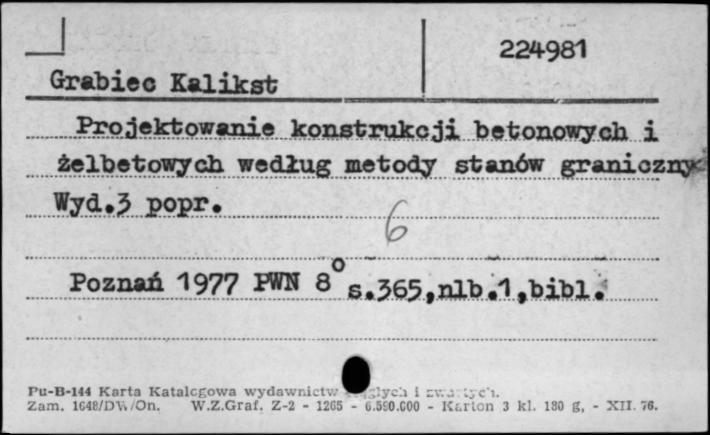 224981
Grabiec Kalikst
Projektowanie konstrukcji betonowych i
żelbetowych według metody stanów graniczny
Wyd.3 popr.
6
Poznań 1977 PWN 8° s.365,nlb.1,bibl.
Pu-B-144 Karta Katalogowa wydawnictw i zwartych.
Zam. 1648/DW/On. W.Z.Graf. Z-2 - 1265 - 6.590.000 - Karton 3 kl. 180 g, - XII. 76.